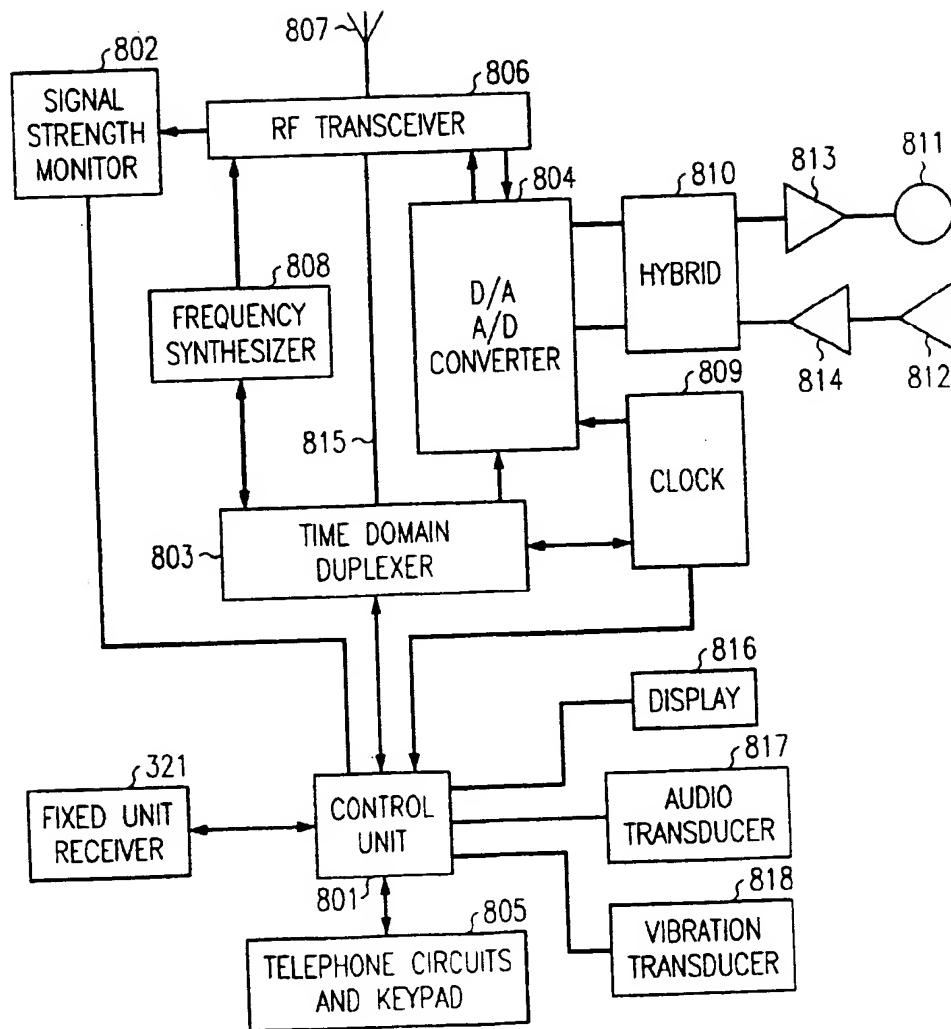 802
SIGNAL
STRENGTH
MONITOR
807
806
RF TRANSCEIVER
804
D/A
A/D
CONVERTER
810
HYBRID
813
811
814
812
808
FREQUENCY
SYNTHESIZER
809
CLOCK
815
803
TIME DOMAIN
DUPLEXER
816
DISPLAY
817
AUDIO
TRANSDUCER
818
VIBRATION
TRANSDUCER
321
FIXED UNIT
RECEIVER
CONTROL
UNIT
801
805
TELEPHONE CIRCUITS
AND KEYPAD